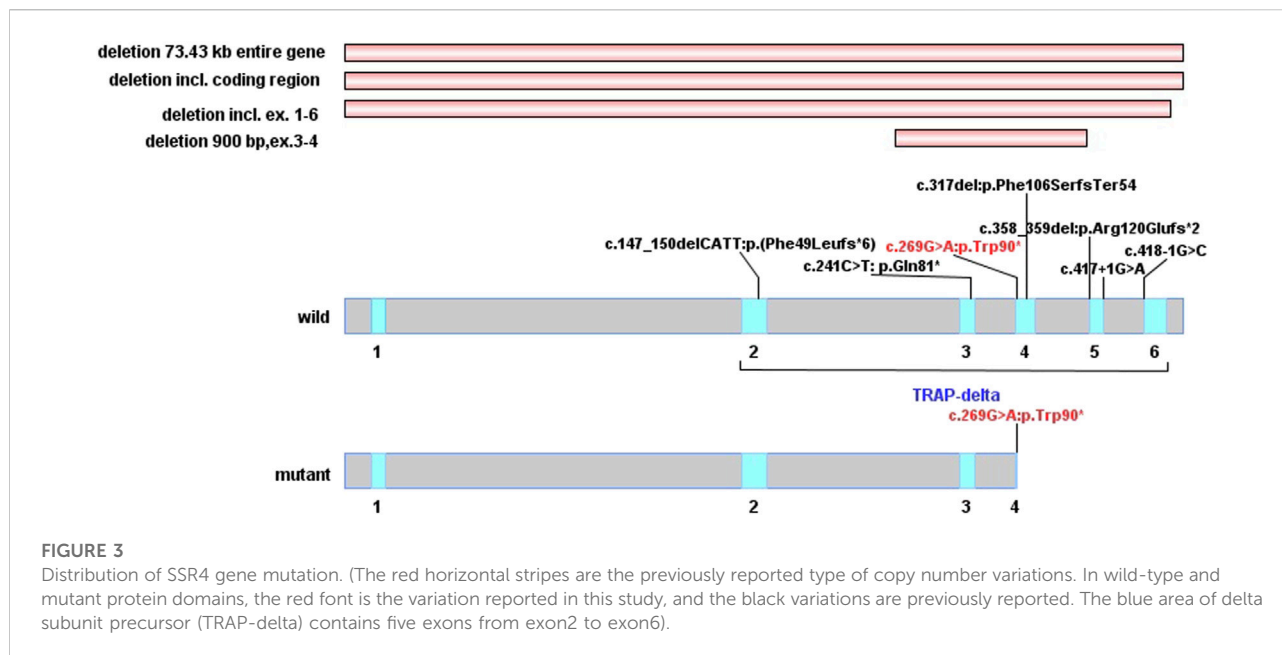 deletion 73.43 kb entire gene
deletion incl. coding region
deletion incl. ex. 1-6
deletion 900 bp,ex.3-4
c.317del:p.Phe106SerfsTer54
c.358_359del:p.Arg120Glufs*2
c.147_150delCATT:p.(Phe49Leufs*6)
c.269G>A:p.Trp90*
c.418-1G>C
c.241C>T: p.Gln81*
c.417+1G>A
wild
1 2 3 4 5 6
TRAP-delta
c.269G>A:p.Trp90*
mutant
1 2 3 4
FIGURE 3
Distribution of SSR4 gene mutation. (The red horizontal stripes are the previously reported type of copy number variations. In wild-type and
mutant protein domains, the red font is the variation reported in this study, and the black variations are previously reported. The blue area of delta
subunit precursor (TRAP-delta) contains five exons from exon2 to exon6).